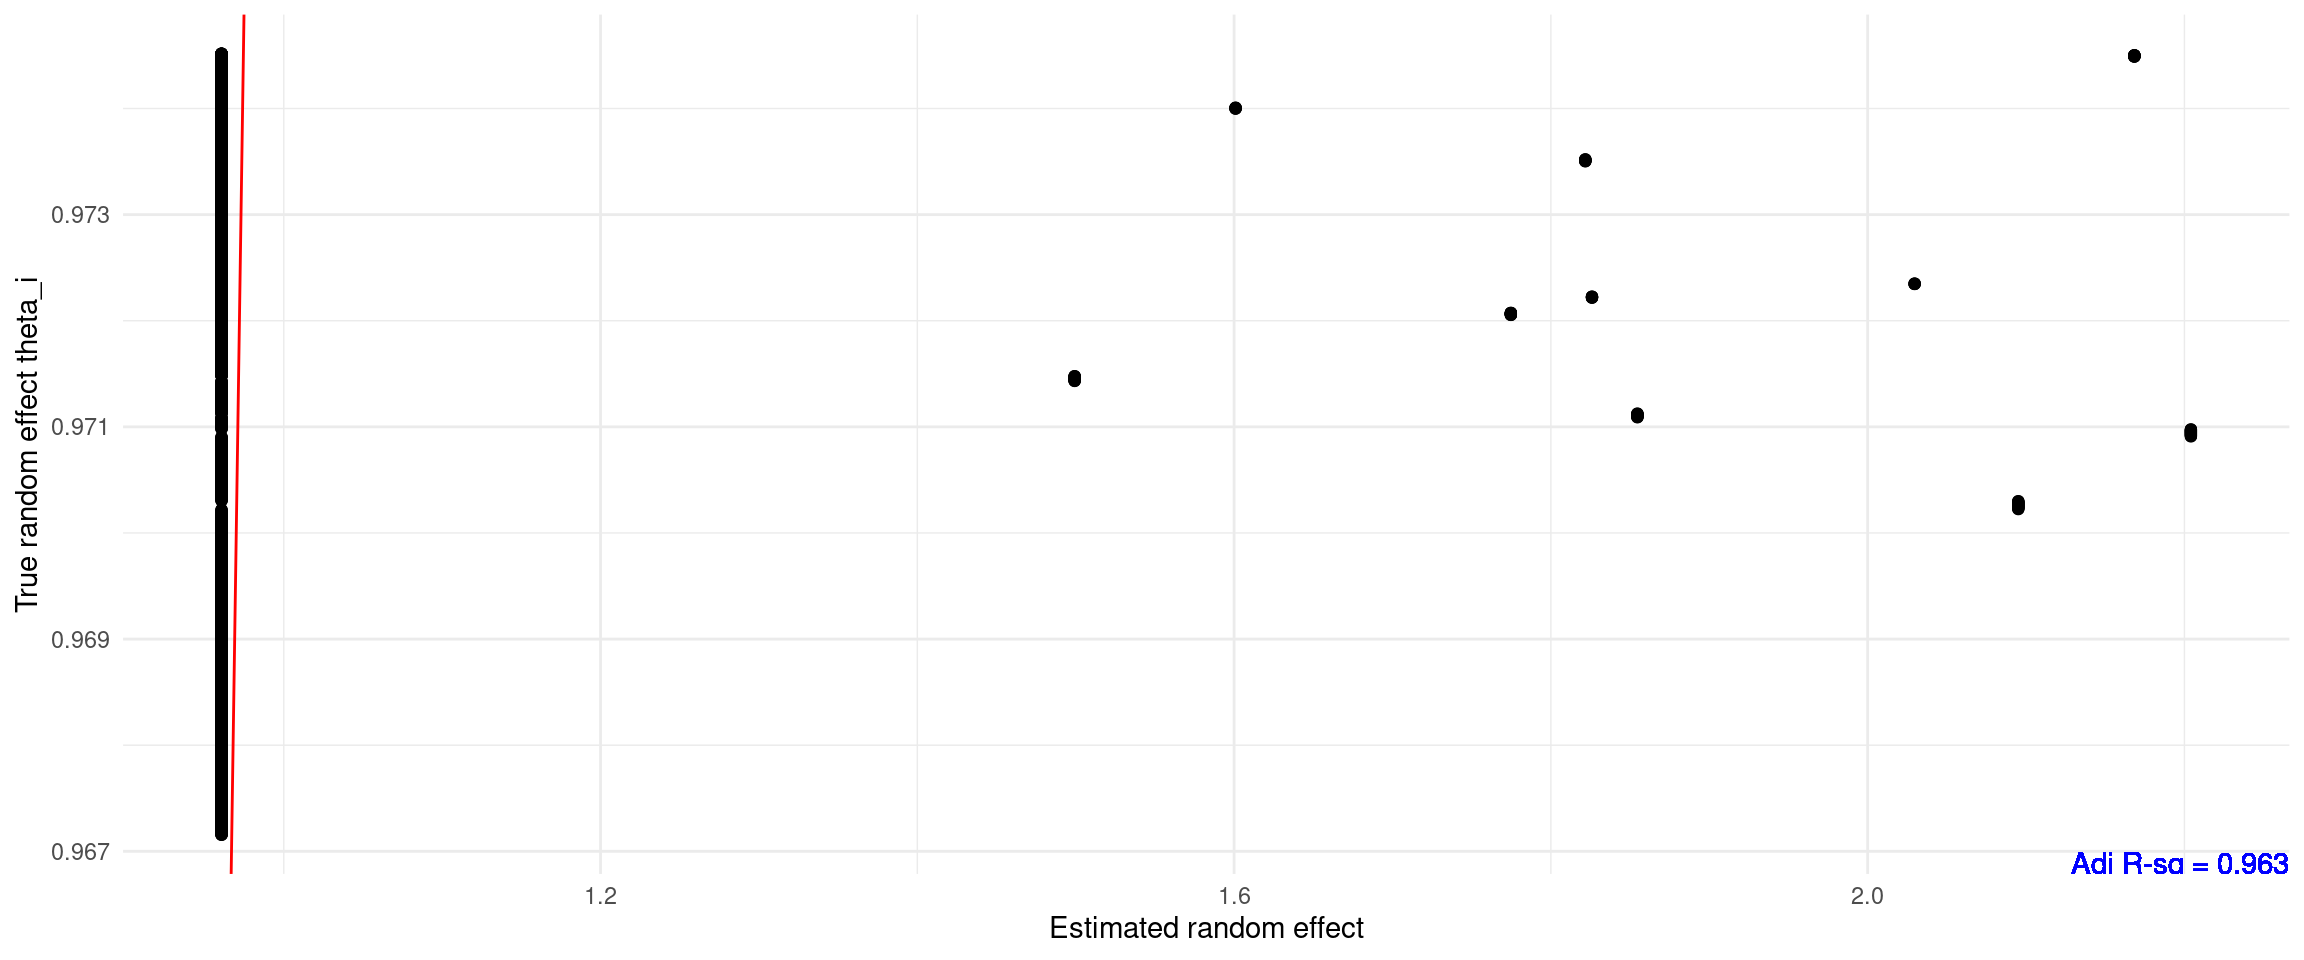 True random effect theta_i
0.973
0.971
0.969
0.967
1.2
1.6
2.0
Estimated random effect
Adj R-sq = 0.963